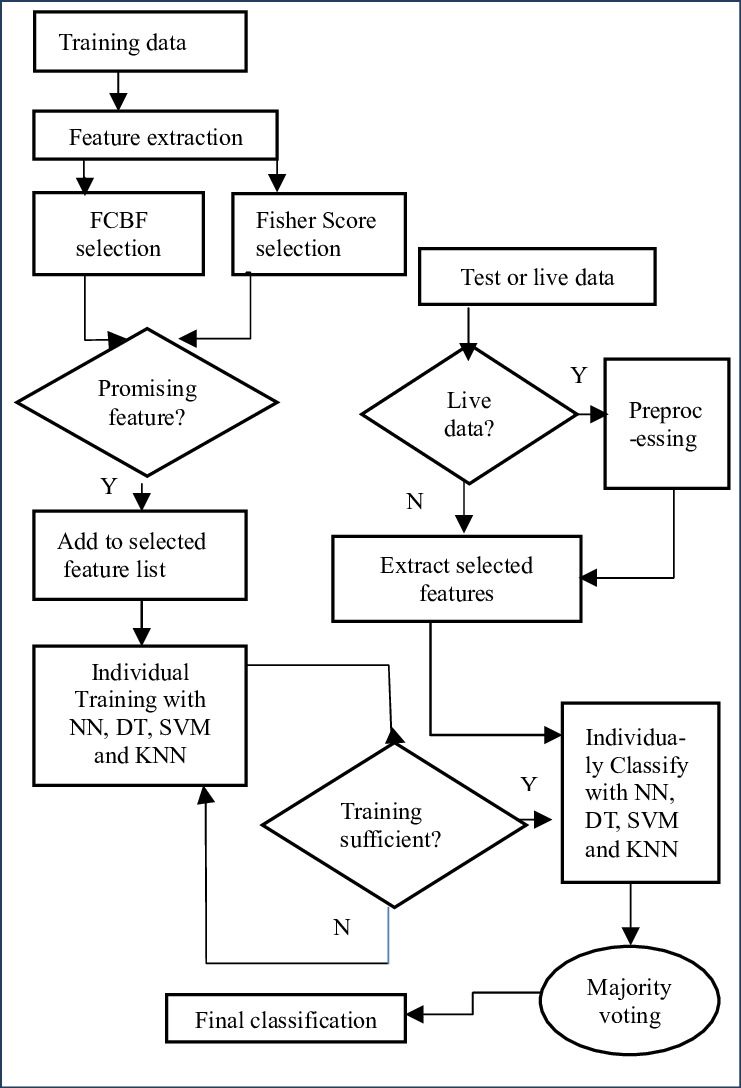 Training data
Feature extraction
FCBF
selection
Fisher Score
selection
Test or live data
Promising
feature?
Live
data?
Y
Preproc
-essing
Y
N
Add to selected
feature list
Extract selected
features
Individual
Training with
NN, DT, SVM
and KNN
Training
sufficient?
Y
N
Individua-
ly Classify
with NN,
DT, SVM
and KNN
Majority
voting
Final classification